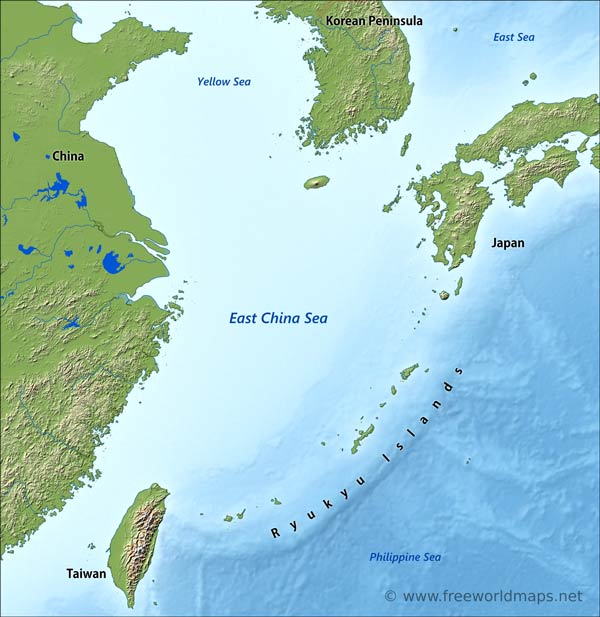 Korean Peninsula
East Sea
Yellow Sea
China
Japan
East China Sea
Ryukyu Islands
Philippine Sea
Taiwan
© www.freeworldmaps.net